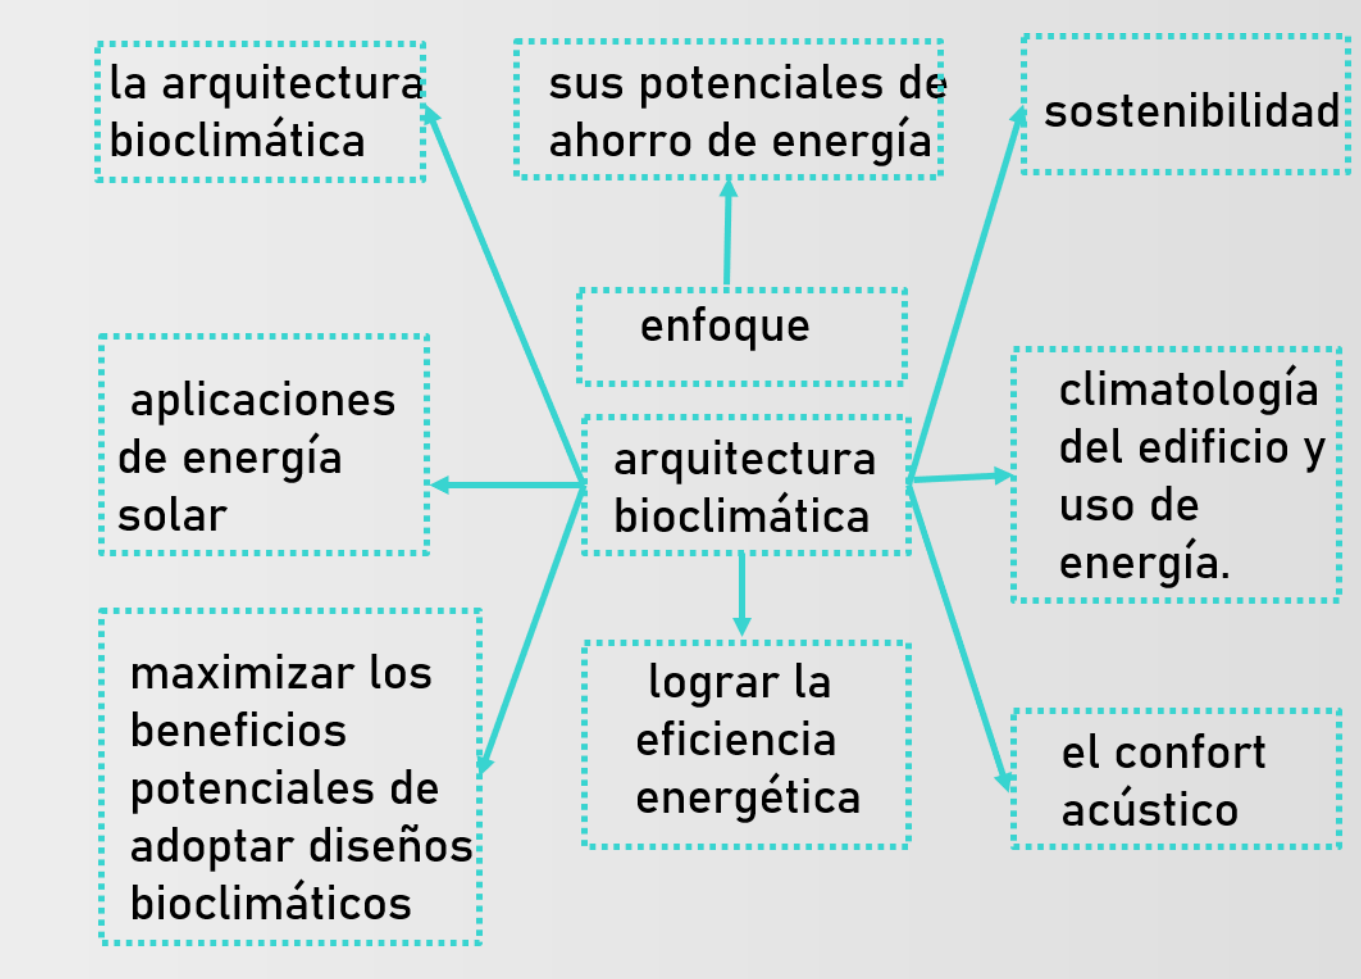 la arquitectura
bioclimática
sus potenciales de
ahorro de energía
sostenibilidad
enfoque
aplicaciones
de energía
solar
arquitectura
bioclimática
climatología
del edificio y
uso de
energía.
maximizar los
beneficios
potenciales de
adoptar diseños
bioclimáticos
lograr la
eficiencia
energética
el confort
acústico